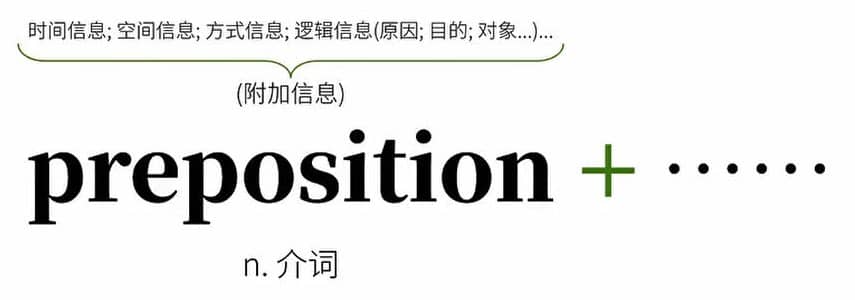 时间信息; 空间信息; 方式信息; 逻辑信息(原因; 目的; 对象...)...
(附加信息)
preposition + ······
n. 介词